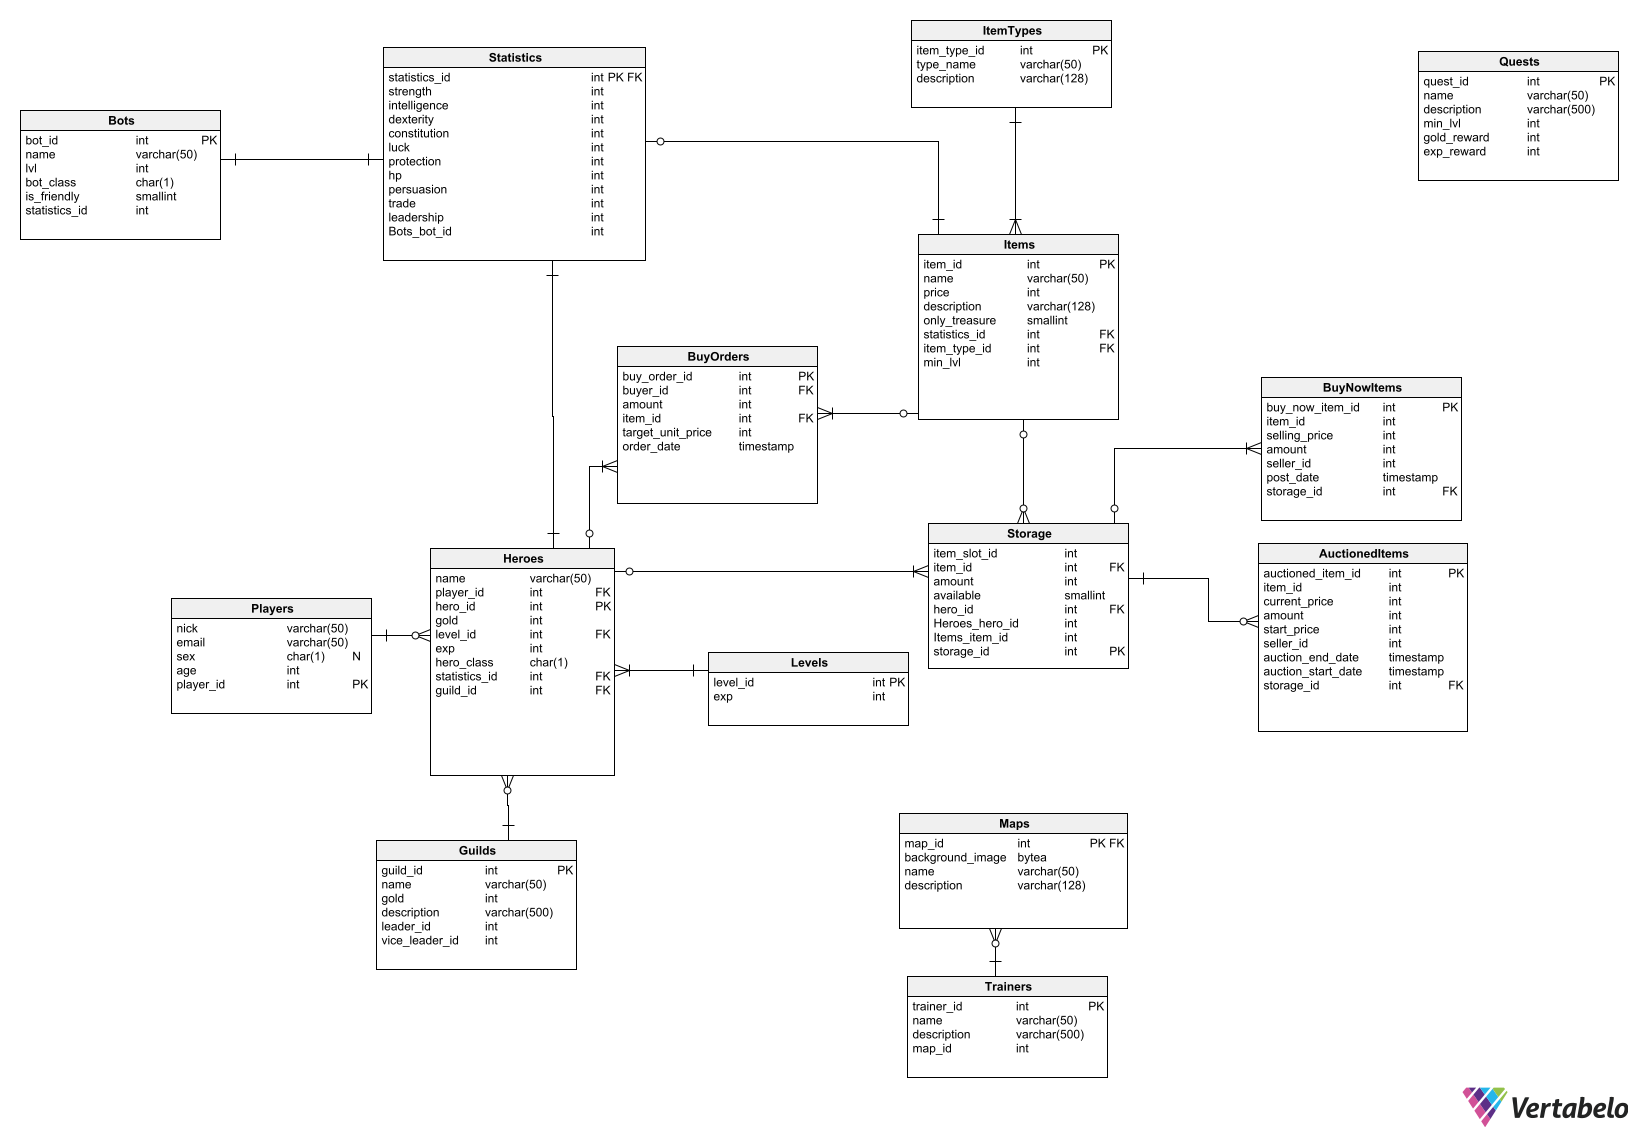 ItemTypes
item_type_id int PK
type_name varchar(50)
description varchar(128)
Statistics
statistics_id int PK FK
strength int
intelligence int
dexterity int
constitution int
luck int
protection int
hp int
persuasion int
trade int
leadership int
Bots_bot_id int
Quests
quest_id int PK
name varchar(50)
description varchar(500)
min_lvl int
gold_reward int
exp_reward int
Bots
bot_id int PK
name varchar(50)
lvl int
bot_class char(1)
is_friendly smallint
statistics_id int
Items
item_id int PK
name varchar(50)
price int
description varchar(128)
only_treasure smallint
statistics_id int FK
item_type_id int FK
min_lvl int
BuyOrders
buy_order_id int PK
buyer_id int FK
amount int
item_id int FK
target_unit_price int
order_date timestamp
BuyNowItems
buy_now_item_id int PK
item_id int
selling_price int
amount int
seller_id int
post_date timestamp
storage_id int FK
Storage
item_slot_id int
item_id int FK
amount int
available smallint
hero_id int FK
Heroes_hero_id int
Items_item_id int
storage_id int PK
AuctionedItems
auctioned_item_id int PK
item_id int
current_price int
amount int
start_price int
seller_id int
auction_end_date timestamp
auction_start_date timestamp
storage_id int FK
Heroes
name varchar(50)
player_id int FK
hero_id int PK
gold int
level_id int FK
exp int
hero_class char(1)
statistics_id int FK
guild_id int FK
Players
nick varchar(50)
email varchar(50)
sex char(1) N
age int
player_id int PK
Levels
level_id int PK
exp int
Guilds
guild_id int PK
name varchar(50)
gold int
description varchar(500)
leader_id int
vice_leader_id int
Maps
map_id int PK FK
background_image bytea
name varchar(50)
description varchar(128)
Trainers
trainer_id int PK
name varchar(50)
description varchar(500)
map_id int
Vertabelo